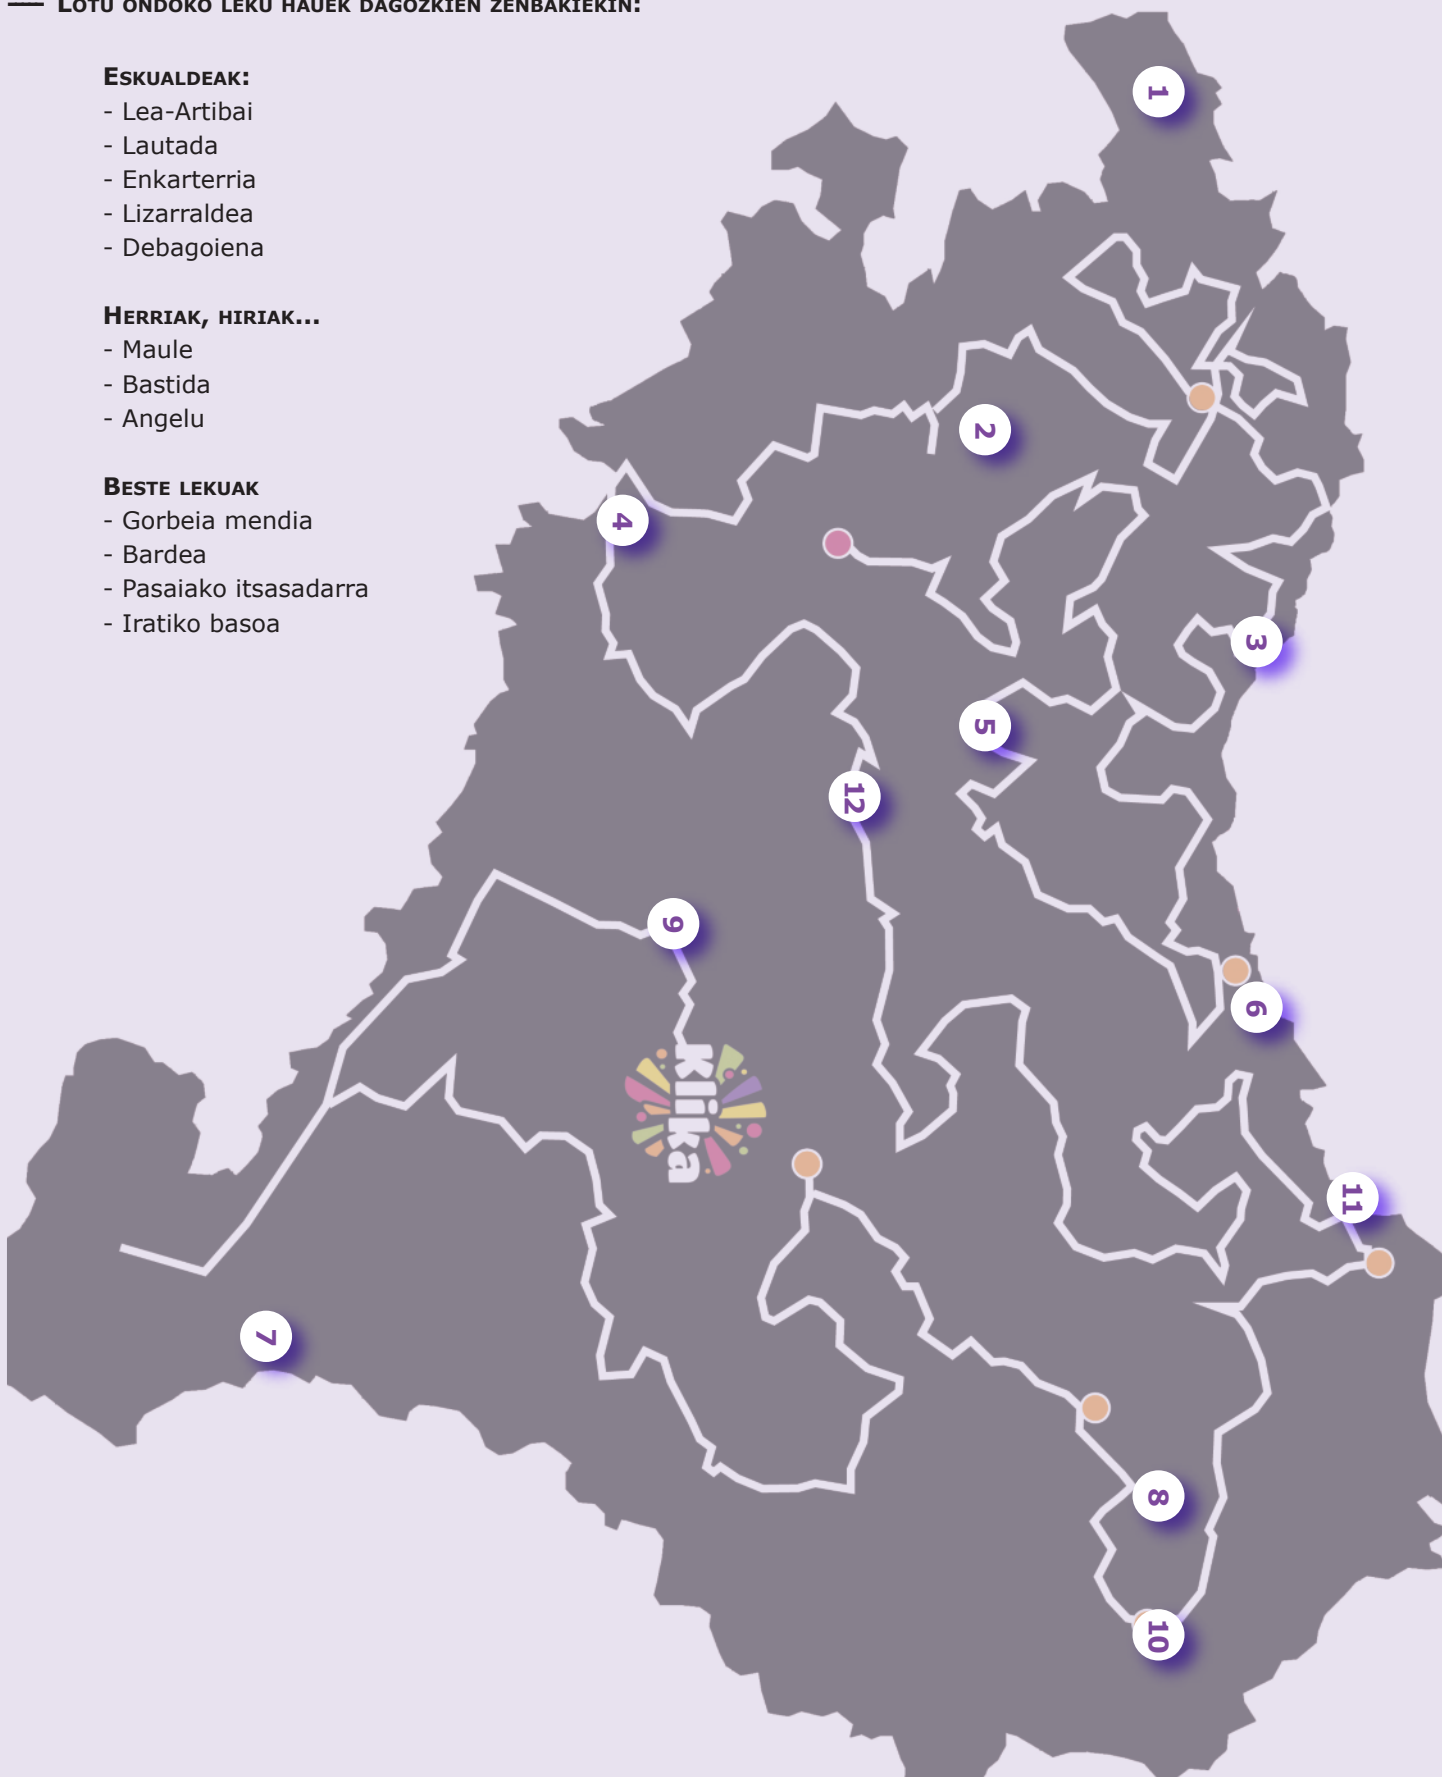 Lotu ondoko leku hauek dagozkien zenbakiekin:
Eskualdeak:
- Lea-Artibai
- Lautada
- Enkarterria
- Lizarraldea
- Debagoiena
Herriak, hiriak...
- Maule
- Bastida
- Angelu
Beste lekuak
- Gorbeia mendia
- Bardea
- Pasaiako itsasadarra
- Iratiko basoa
1
2
4
3
5
12
9
6
klika
11
7
8
10